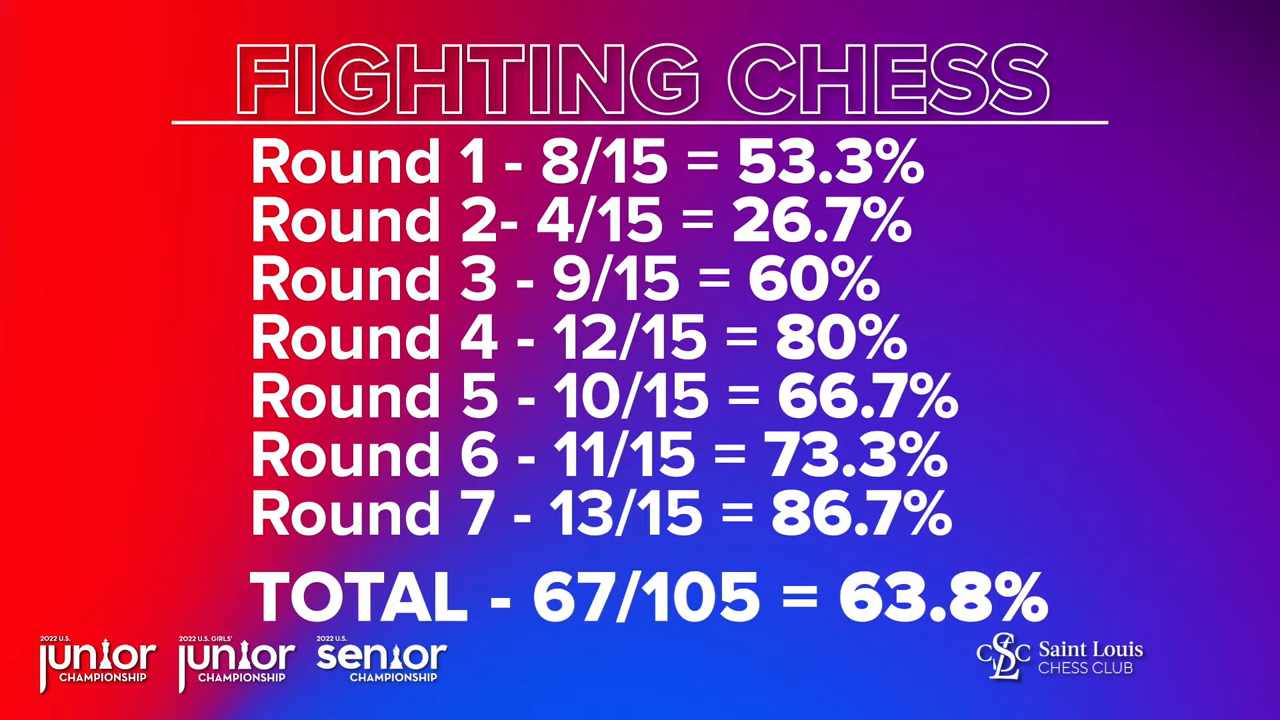 FIGHTING CHESS
Round 1 - 8/15 = 53.3%
Round 2- 4/15 = 26.7%
Round 3 - 9/15 = 60%
Round 4 - 12/15 = 80%
Round 5 - 10/15 = 66.7%
Round 6 - 11/15 = 73.3%
Round 7 - 13/15 = 86.7%
TOTAL - 67/105 = 63.8%
2022 U.S.
junior
CHAMPIONSHIP
2022 U.S. GIRLS'
junior
CHAMPIONSHIP
2022 U.S.
senior
CHAMPIONSHIP
CSLC
Saint Louis
CHESS CLUB